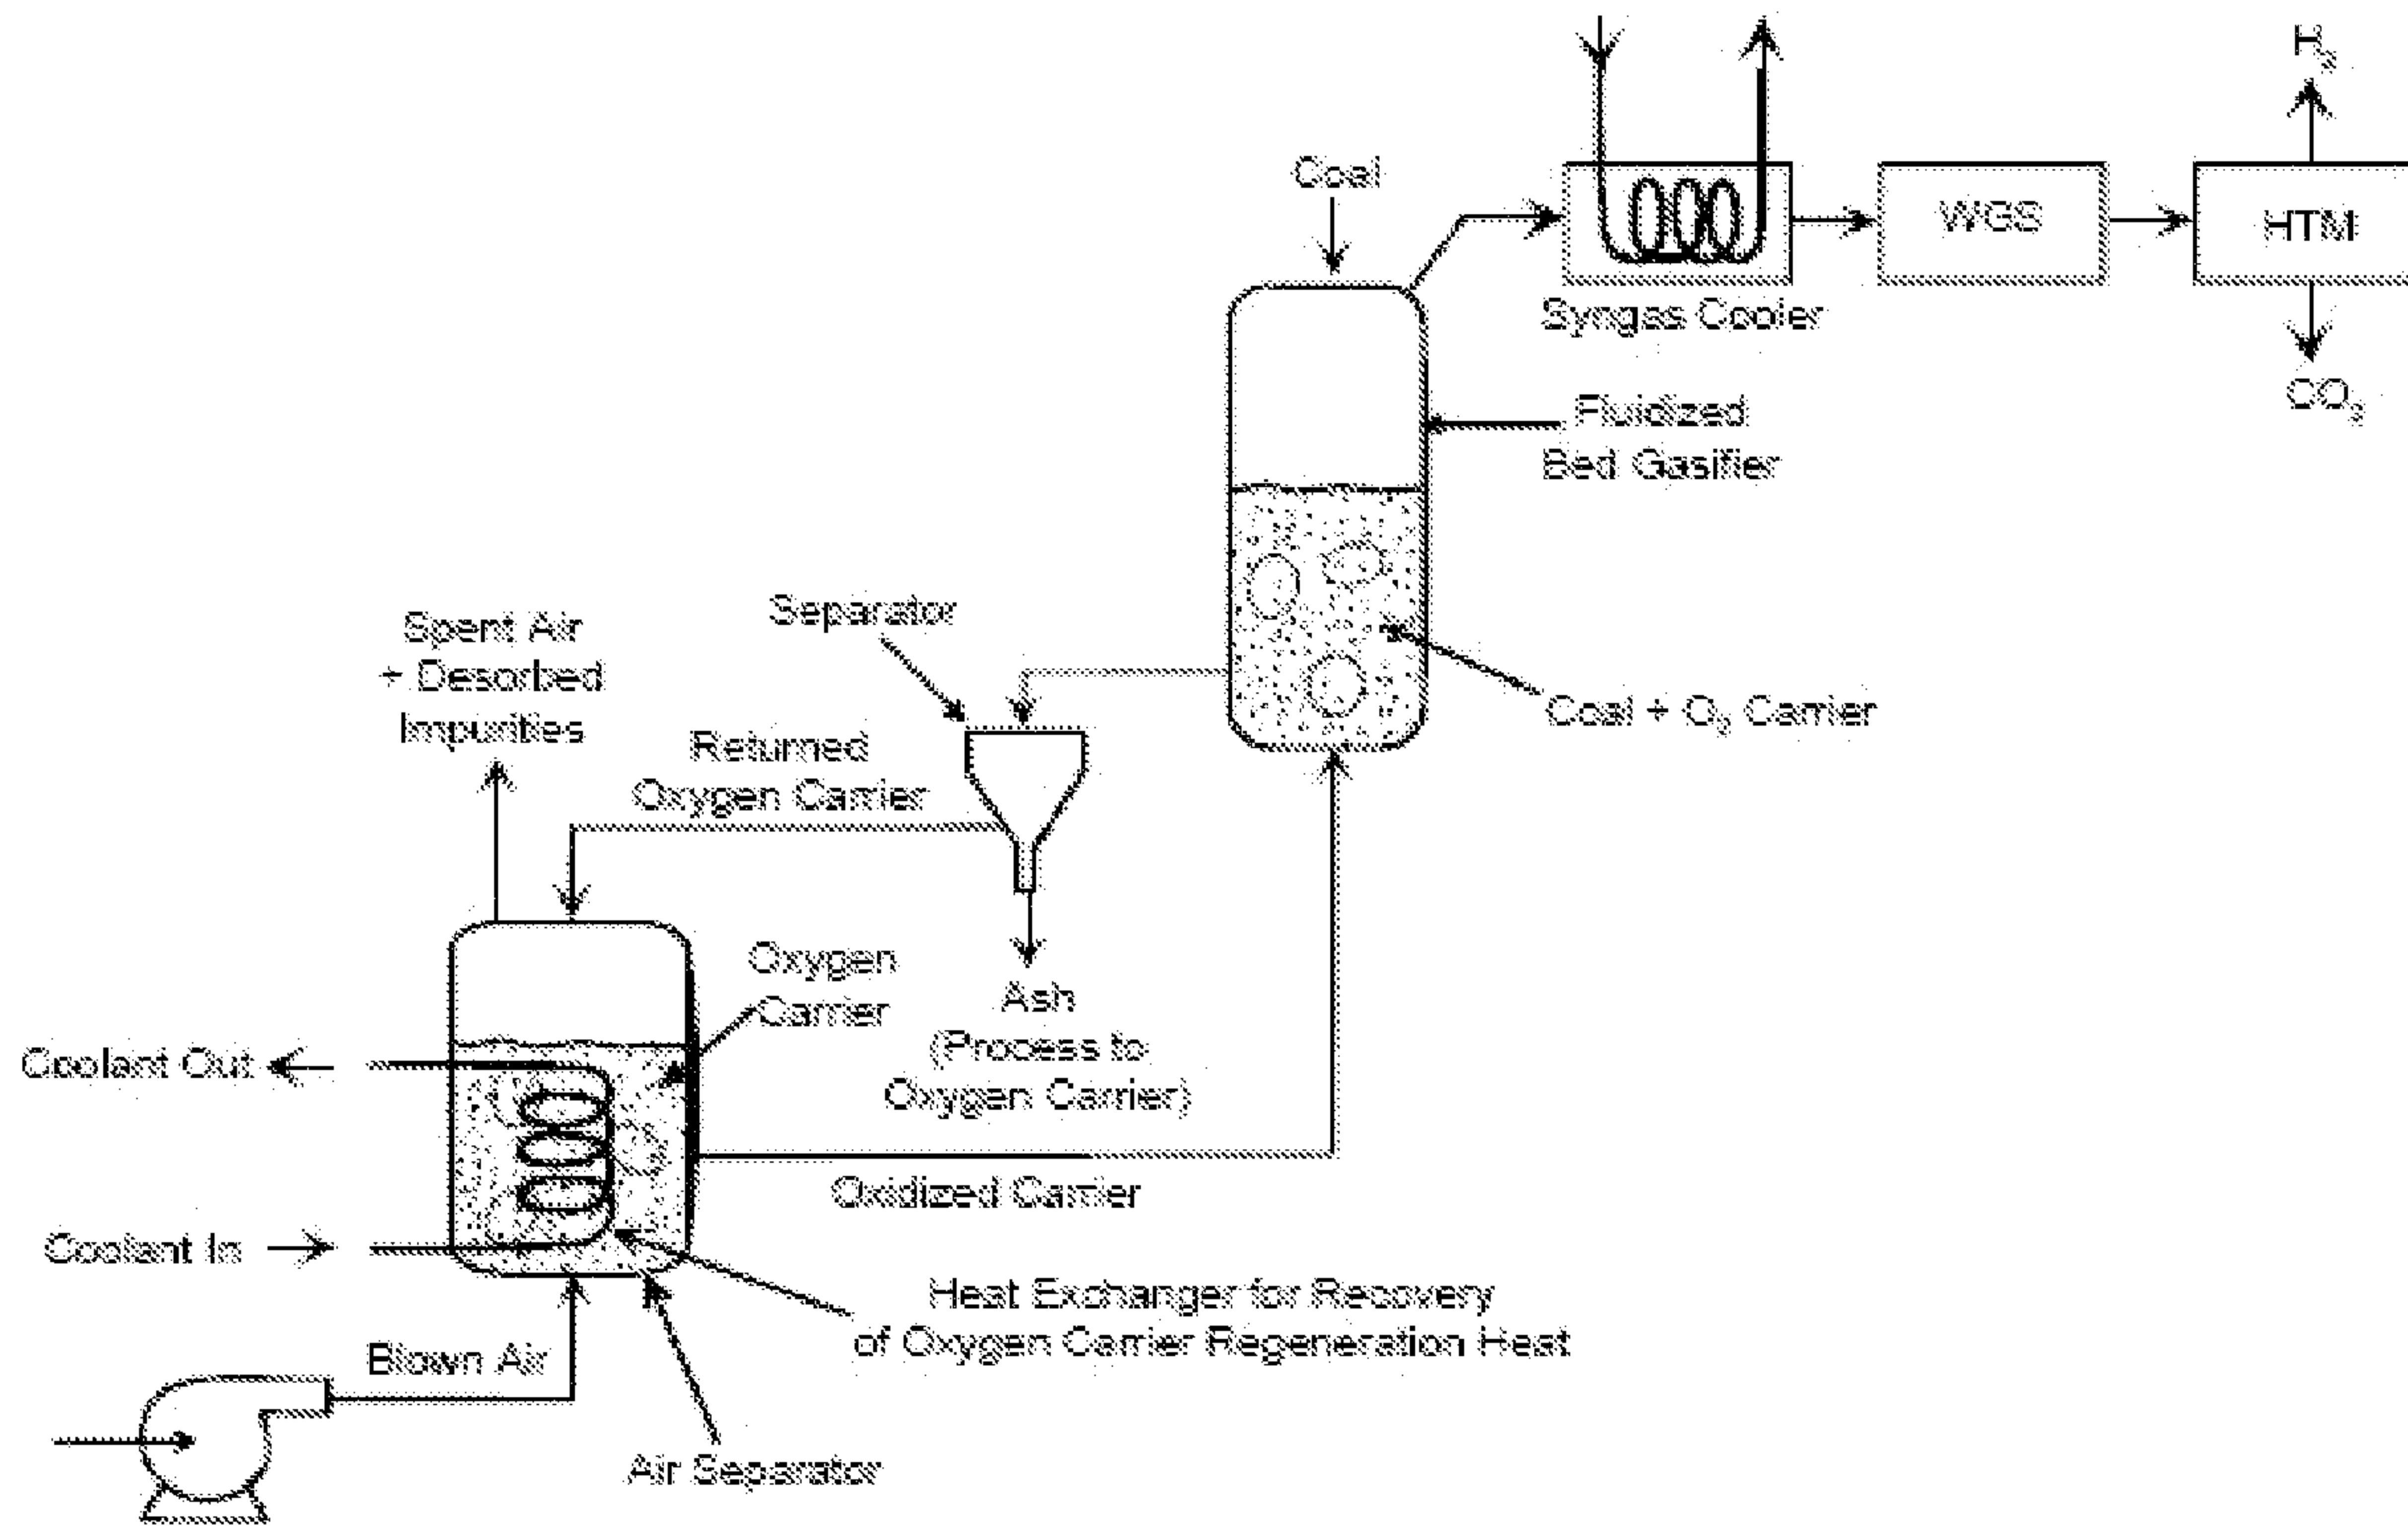 H₂
Coal
WGS
HTM
Syngas Cooler
CO₂
Fluidized
Bed Gasifier
Separator
Spent Air
+ Desorbed
Impurities
Coal + O₂ Carrier
Returned
Oxygen Carrier
Oxygen
Carrier
Ash
(Process to
Oxygen Carrier)
Coolant Out
Oxidized Carrier
Coolant In
Heat Exchanger for Recovery
of Oxygen Carrier Regeneration Heat
Blown Air
Air Separator